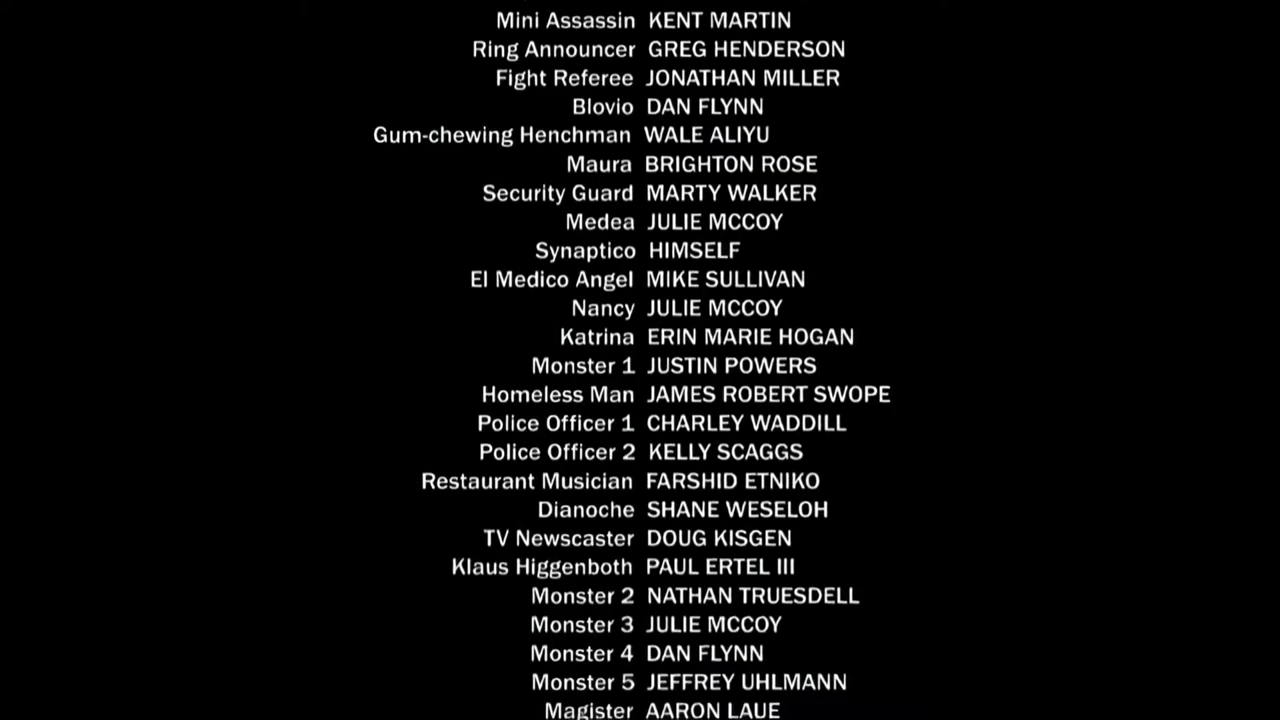 Mini Assassin KENT MARTIN
Ring Announcer GREG HENDERSON
Fight Referee JONATHAN MILLER
Blovio DAN FLYNN
Gum-chewing Henchman WALE ALIYU
Maura BRIGHTON ROSE
Security Guard MARTY WALKER
Medea JULIE MCCOY
Synaptico HIMSELF
El Medico Angel MIKE SULLIVAN
Nancy JULIE MCCOY
Katrina ERIN MARIE HOGAN
Monster 1 JUSTIN POWERS
Homeless Man JAMES ROBERT SWOPE
Police Officer 1 CHARLEY WADDILL
Police Officer 2 KELLY SCAGGS
Restaurant Musician FARSHID ETNIKO
Dianoche SHANE WESELOH
TV Newscaster DOUG KISGEN
Klaus Higgenboth PAUL ERTEL III
Monster 2 NATHAN TRUESDELL
Monster 3 JULIE MCCOY
Monster 4 DAN FLYNN
Monster 5 JEFFREY UHLMANN
Magister AARON LAUE